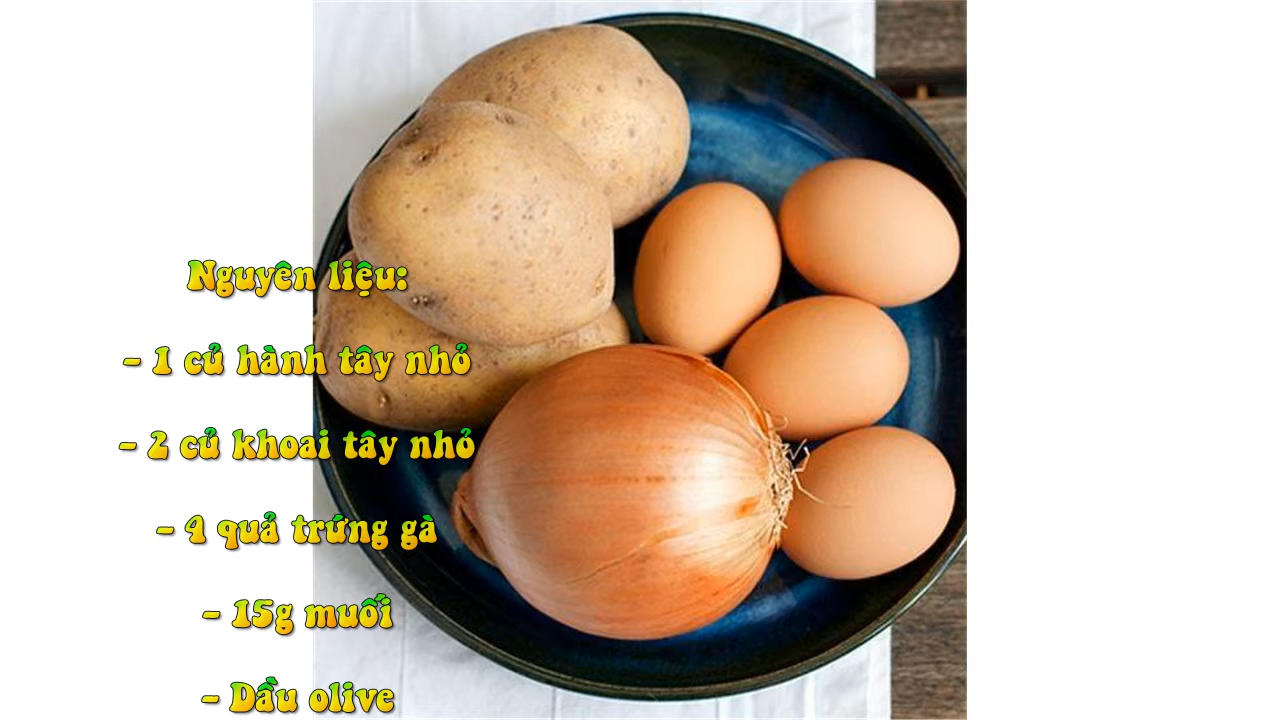 Nguyên liệu:
- 1 củ hành tây nhỏ
- 2 củ khoai tây nhỏ
- 4 quả trứng gà
- 15g muối
- Dầu olive